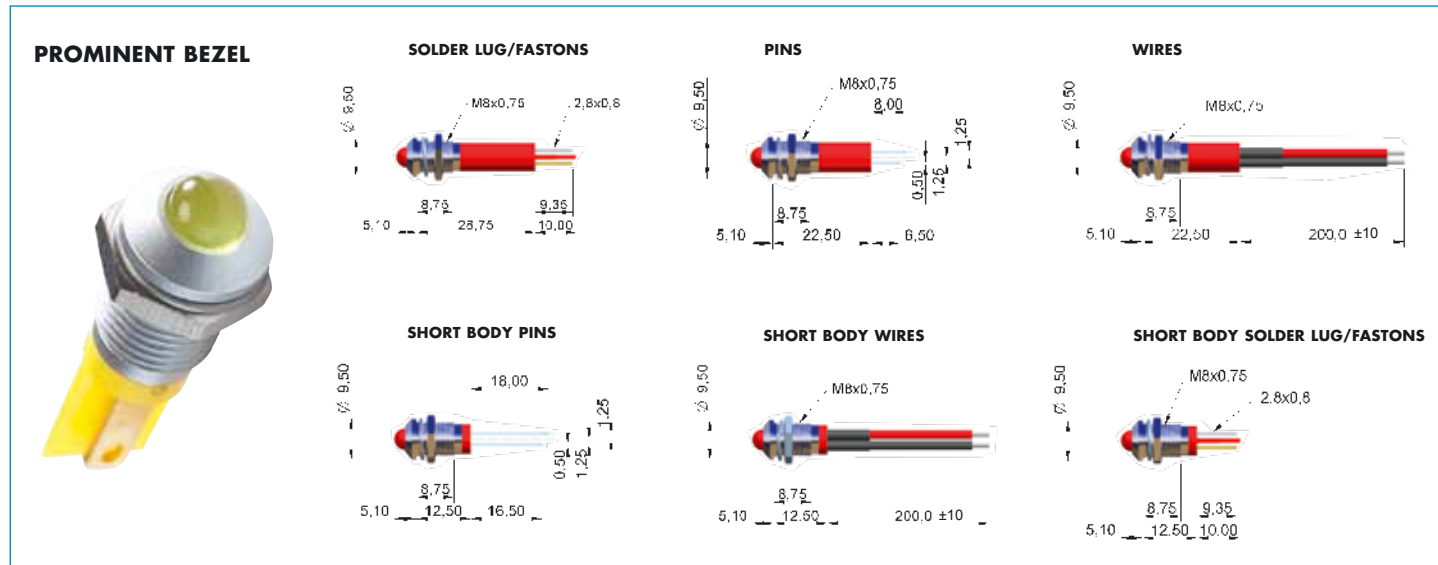 PROMINENT BEZEL
SOLDER LUG/FASTONS
Ø 9,50
M8x0,75
2,8x0,8
8,75
9,35
5,10
28,75
10,00
PINS
Ø 9,50
M8x0,75
8,00
1,25
0,50
1,25
8,75
5,10
22,50
6,50
WIRES
Ø 9,50
M8x0,75
8,75
5,10
22,50
200,0 ±10
SHORT BODY PINS
Ø 9,50
18,00
1,25
0,50
1,25
8,75
5,10
12,50
16,50
SHORT BODY WIRES
Ø 9,50
M8x0,75
8,75
5,10
12,50
200,0 ±10
SHORT BODY SOLDER LUG/FASTONS
Ø 9,50
M8x0,75
2,8x0,8
8,75
9,35
5,10
12,50
10,00